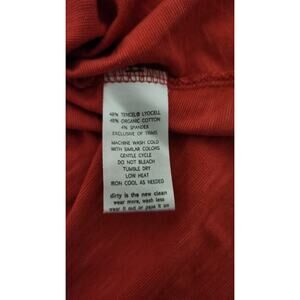 48% TENCEL® LYOCELL
48% ORGANIC COTTON
4% SPANDEX
EXCLUSIVE OF TRIMS
MACHINE WASH COLD
WITH SIMILAR COLORS
GENTLE CYCLE
DO NOT BLEACH
TUMBLE DRY
LOW HEAT
IRON COOL AS NEEDED
dirty is the new clean
wear more, wash less
wear it out or pass it on